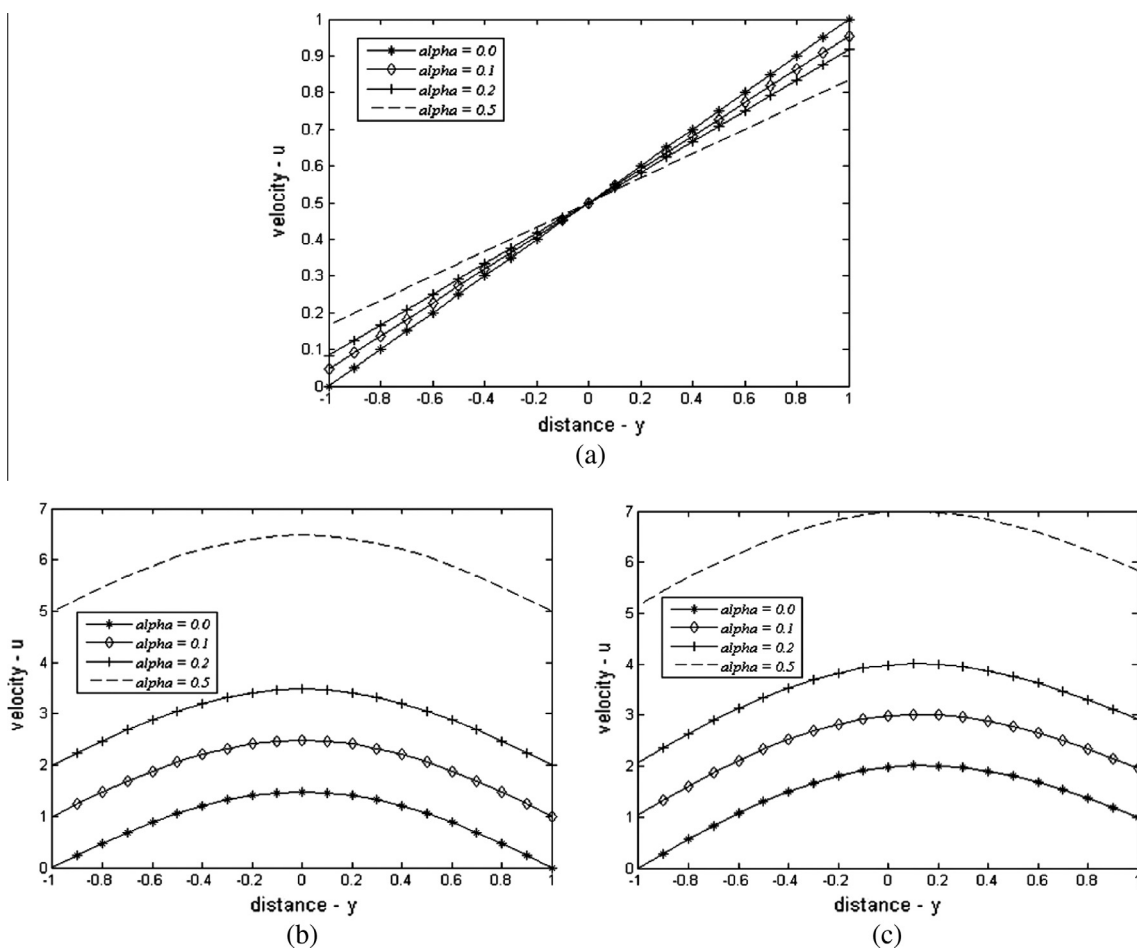 1
0.9
0.8
0.7
0.6
0.5
0.4
0.3
0.2
0.1
0
velocity - u
alpha = 0.0
alpha = 0.1
alpha = 0.2
alpha = 0.5
-1 -0.8 -0.6 -0.4 -0.2 0 0.2 0.4 0.6 0.8 1
distance - y
(a)
7
6
5
4
3
2
1
0
velocity - u
alpha = 0.0
alpha = 0.1
alpha = 0.2
alpha = 0.5
-1 -0.8 -0.6 -0.4 -0.2 0 0.2 0.4 0.6 0.8 1
distance - y
(b)
7
6
5
4
3
2
1
0
velocity - u
alpha = 0.0
alpha = 0.1
alpha = 0.2
alpha = 0.5
-1 -0.8 -0.6 -0.4 -0.2 0 0.2 0.4 0.6 0.8 1
distance - y
(c)